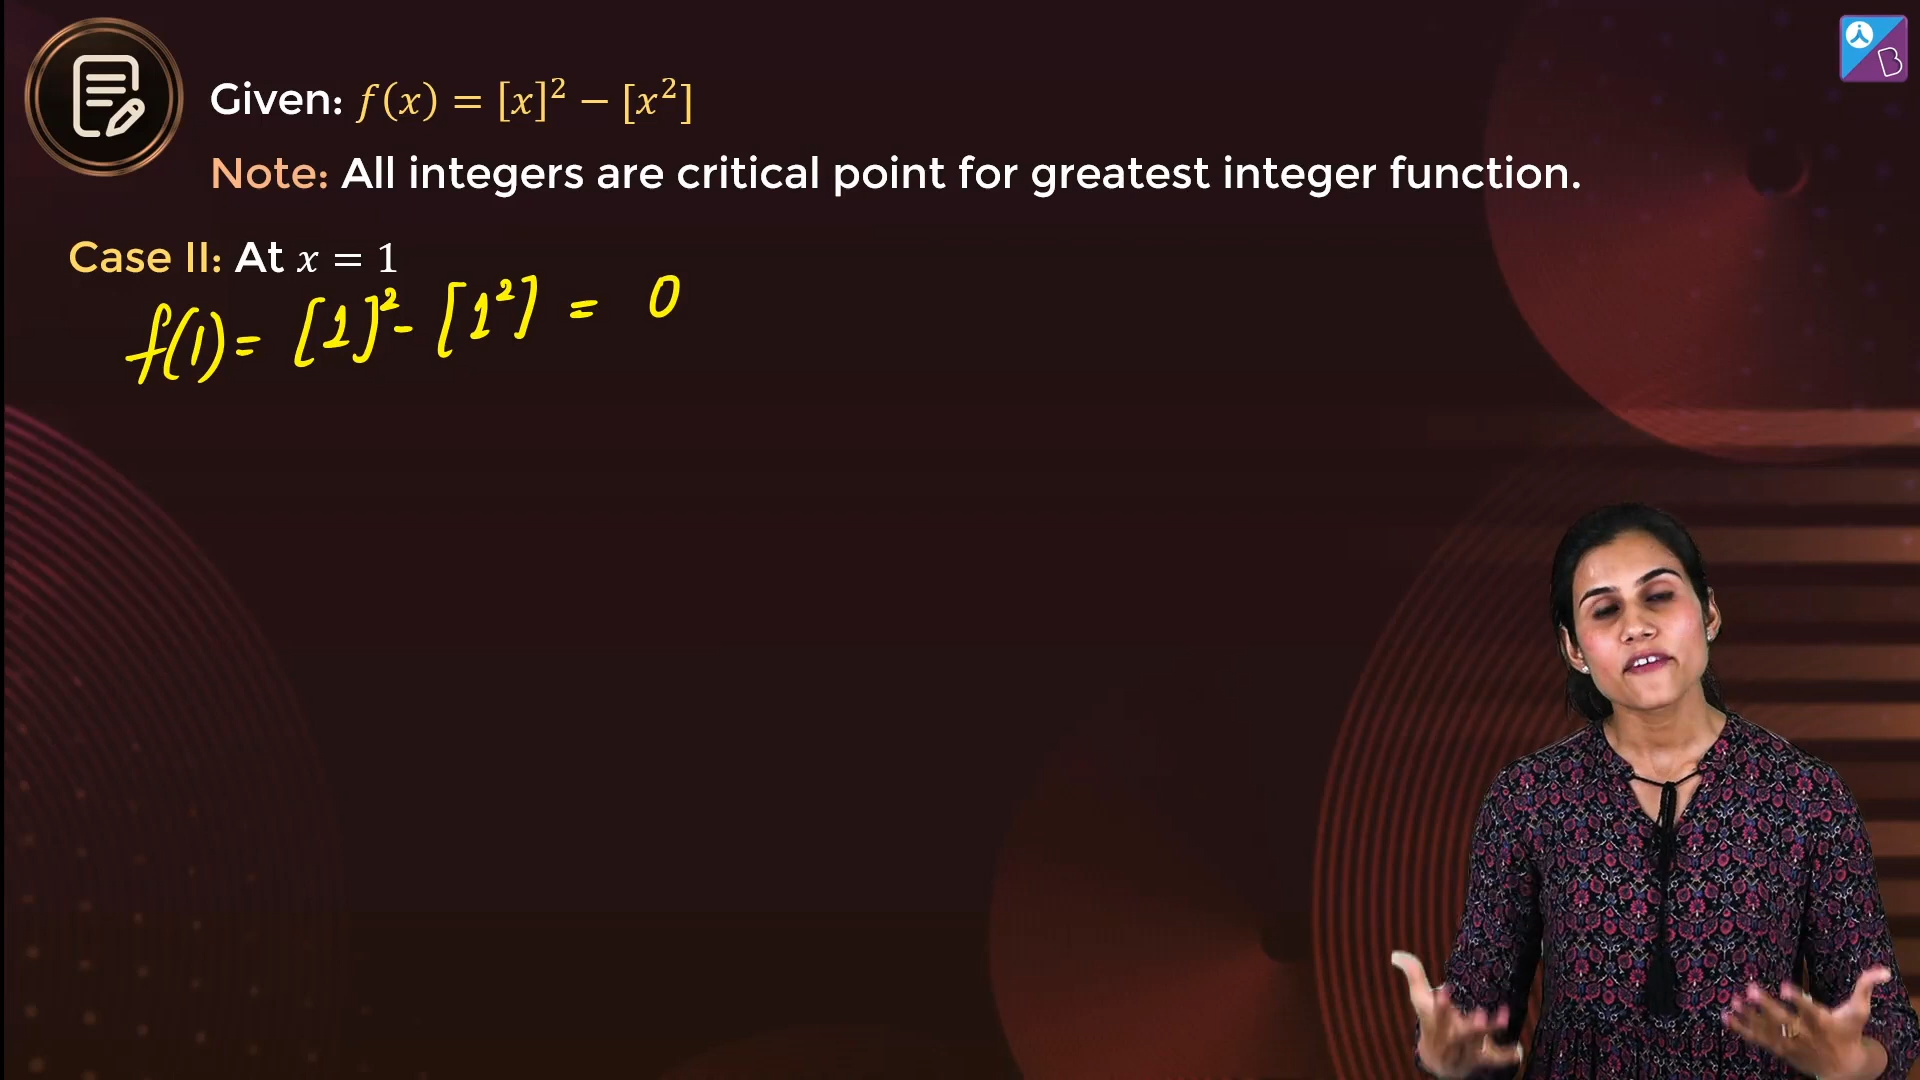 Given: f(x) = [x]² − [x²]
Note: All integers are critical point for greatest integer function.
Case II: At x = 1
f(1) = [1]² - [1²] = 0
B